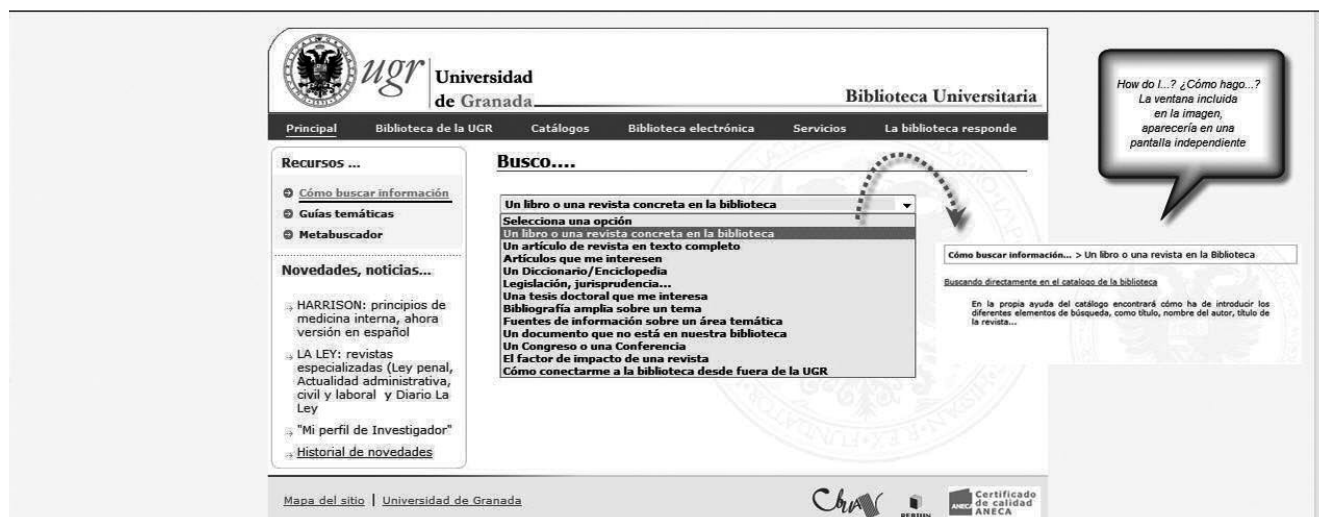 ugr
Universidad
de Granada
Biblioteca Universitaria
Principal
Biblioteca de la UGR
Catálogos
Biblioteca electrónica
Servicios
La biblioteca responde
Recursos ...
Cómo buscar información
Guías temáticas
Metabuscador
Novedades, noticias...
HARRISON: principios de
medicina interna, ahora
versión en español
LA LEY: revistas
especializadas (Ley penal,
Actualidad administrativa,
civil y laboral y Diario La
Ley
"Mi perfil de Investigador"
Historial de novedades
Busco....
Un libro o una revista concreta en la biblioteca
Selecciona una opción
Un libro o una revista concreta en la biblioteca
Un artículo de revista en texto completo
Artículos que me interesen
Un Diccionario/Enciclopedia
Legislación, jurisprudencia...
Una tesis doctoral que me interesa
Bibliografía amplia sobre un tema
Fuentes de información sobre un área temática
Un documento que no está en nuestra biblioteca
Un Congreso o una Conferencia
El factor de impacto de una revista
Cómo conectarme a la biblioteca desde fuera de la UGR
How do I...? ¿Cómo hago...?
La ventana incluida
en la imagen,
aparecería en una
pantalla independiente
Cómo buscar información... > Un libro o una revista en la Biblioteca
Buscando directamente en el catalogo de la biblioteca
En la propia ayuda del catálogo encontrará cómo ha de introducir los
diferentes elementos de búsqueda, como título, nombre del autor, título de
la revista...
Mapa del sitio | Universidad de Granada
ANECA
Certificado
de calidad
ANECA